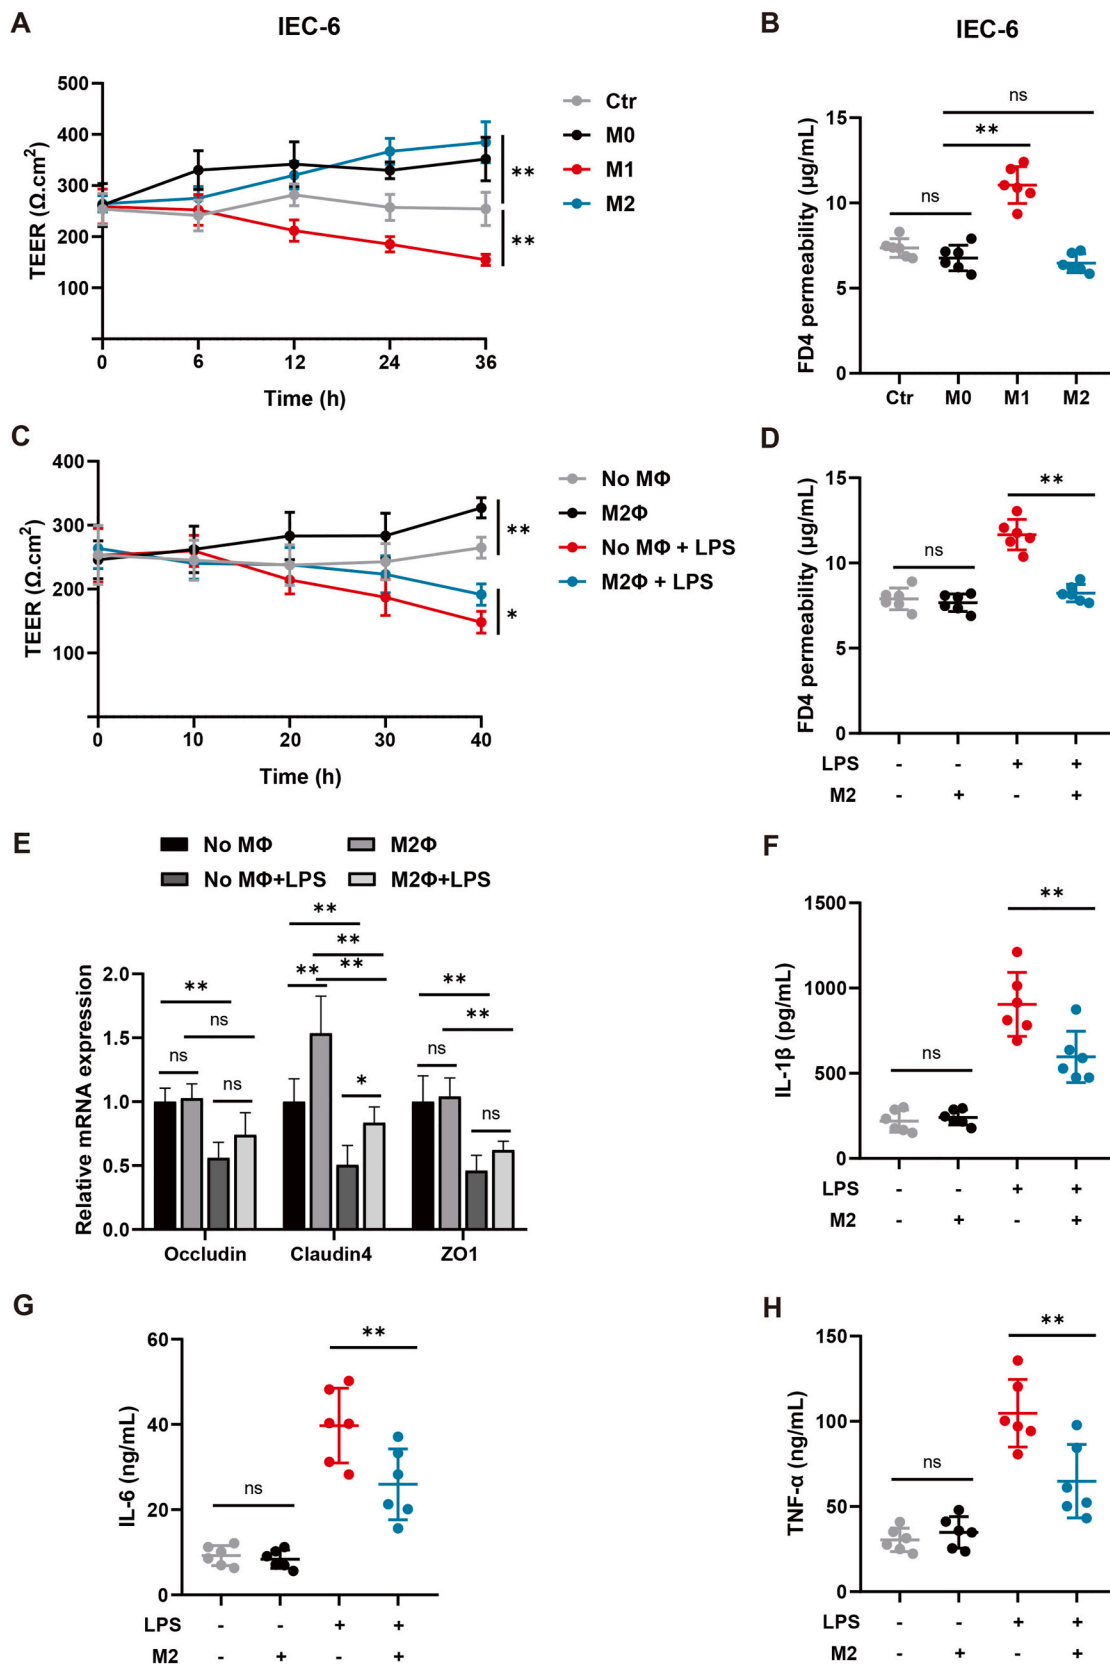 A
IEC-6
TEER (Ω.cm²)
500
400
300
200
100
0
6
12
24
36
Time (h)
Ctr
M0
M1
M2
**
**
B
IEC-6
FD4 permeability (μg/mL)
15
10
5
0
ns
**
ns
Ctr
M0
M1
M2
C
TEER (Ω.cm²)
400
300
200
100
0
10
20
30
40
Time (h)
No MΦ
M2Φ
No MΦ + LPS
M2Φ + LPS
**
*
D
FD4 permeability (μg/mL)
15
10
5
0
**
ns
LPS - - + +
M2 - + - +
E
No MΦ
M2Φ
No MΦ+LPS
M2Φ+LPS
Relative mRNA expression
2.0
1.5
1.0
0.5
0.0
**
ns
ns
ns
**
**
**
**
*
**
**
ns
ns
Occludin
Claudin4
ZO1
F
IL-1β (pg/mL)
1500
1000
500
0
**
ns
LPS - - + +
M2 - + - +
G
IL-6 (ng/mL)
60
40
20
0
**
ns
LPS - - + +
M2 - + - +
H
TNF-α (ng/mL)
150
100
50
0
**
ns
LPS - - + +
M2 - + - +